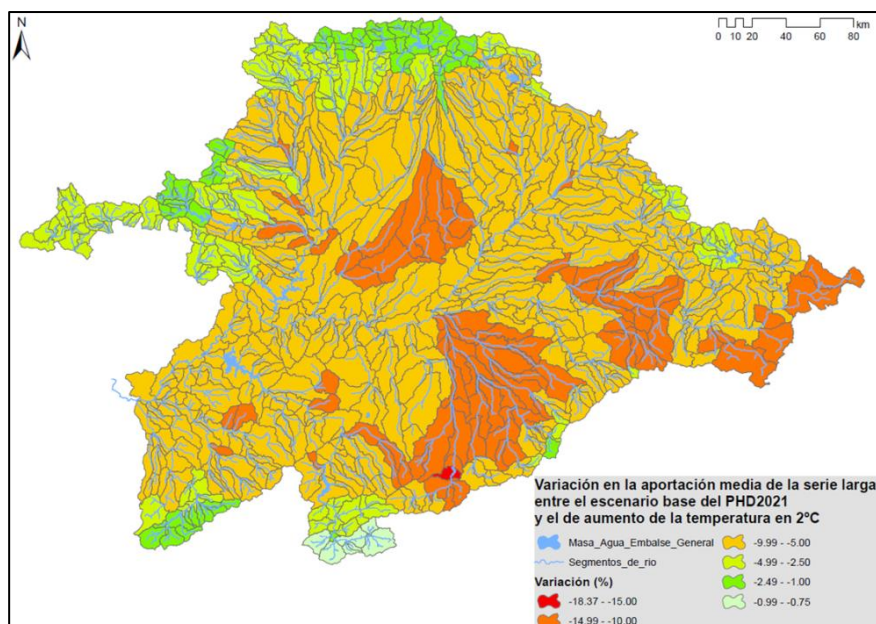 N
km
0 10 20 40 60 80
Variación en la aportación media de la serie larga
entre el escenario base del PHD2021
y el de aumento de la temperatura en 2ºC
Masa_Agua_Embalse_General
Segmentos_de_rio
Variación (%)
-18.37 - -15.00
-14.99 - -10.00
-9.99 - -5.00
-4.99 - -2.50
-2.49 - -1.00
-0.99 - -0.75